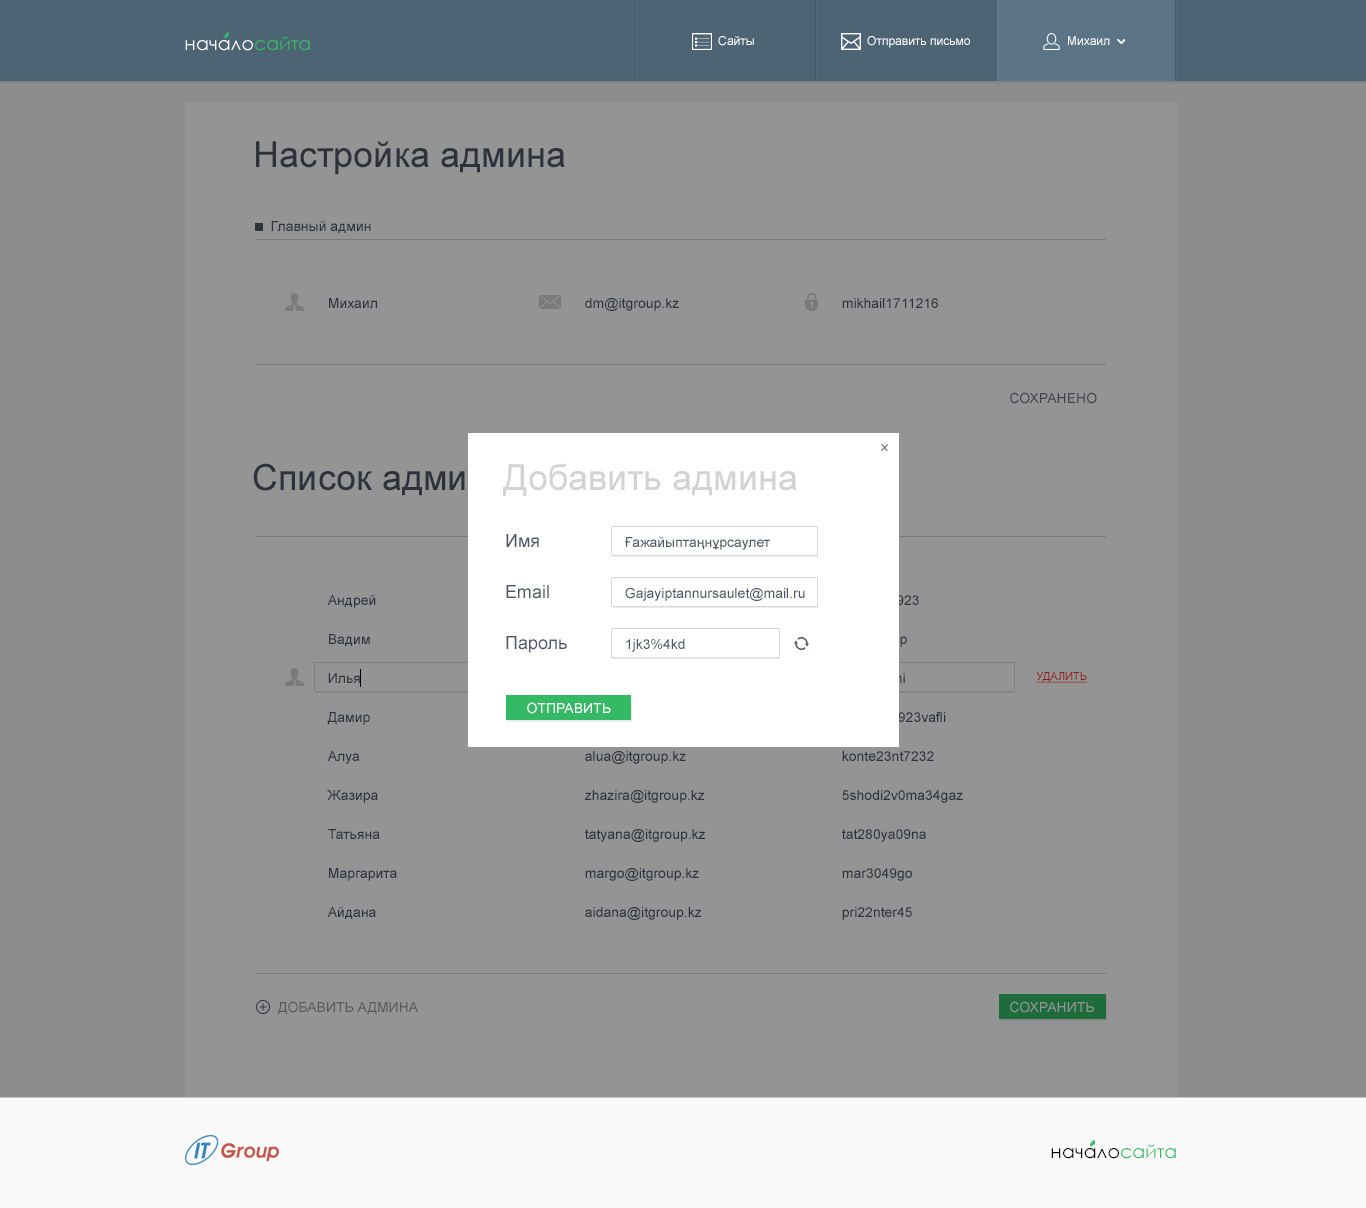 началосайта
Сайты
Отправить письмо
Михаил
Настройка админа
Главный админ
Михаил dm@itgroup.kz mikhail1711216
СОХРАНЕНО
Список адми
×
Добавить админа
Имя Ғажайыптаңнұрсаулет
Email Gajayiptannursaulet@mail.ru
Пароль 1jk3%4kd
ОТПРАВИТЬ
Андрей 923
Вадим p
Илья УДАЛИТЬ
Дамир 923vafli
Алуа alua@itgroup.kz konte23nt7232
Жазира zhazira@itgroup.kz 5shodi2v0ma34gaz
Татьяна tatyana@itgroup.kz tat280ya09na
Маргарита margo@itgroup.kz mar3049go
Айдана aidana@itgroup.kz pri22nter45
ДОБАВИТЬ АДМИНА СОХРАНИТЬ
IT Group
началосайта